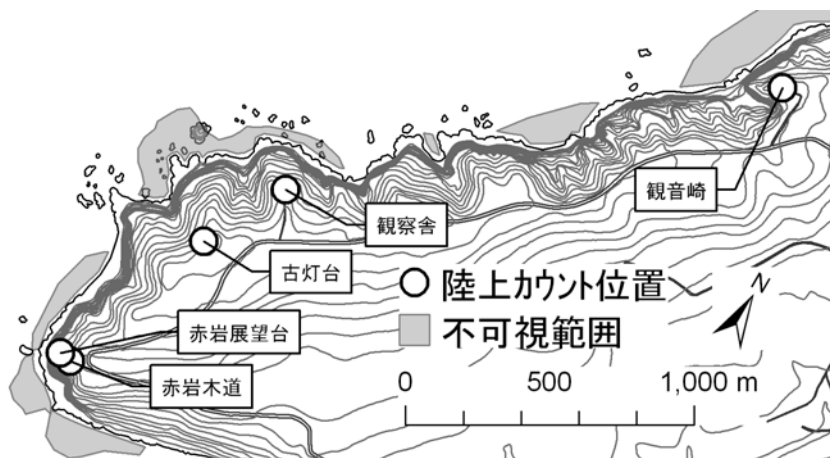 観音崎
観察舎
古灯台
赤岩展望台
赤岩木道
陸上カウント位置
不可視範囲
N
0 500 1,000 m